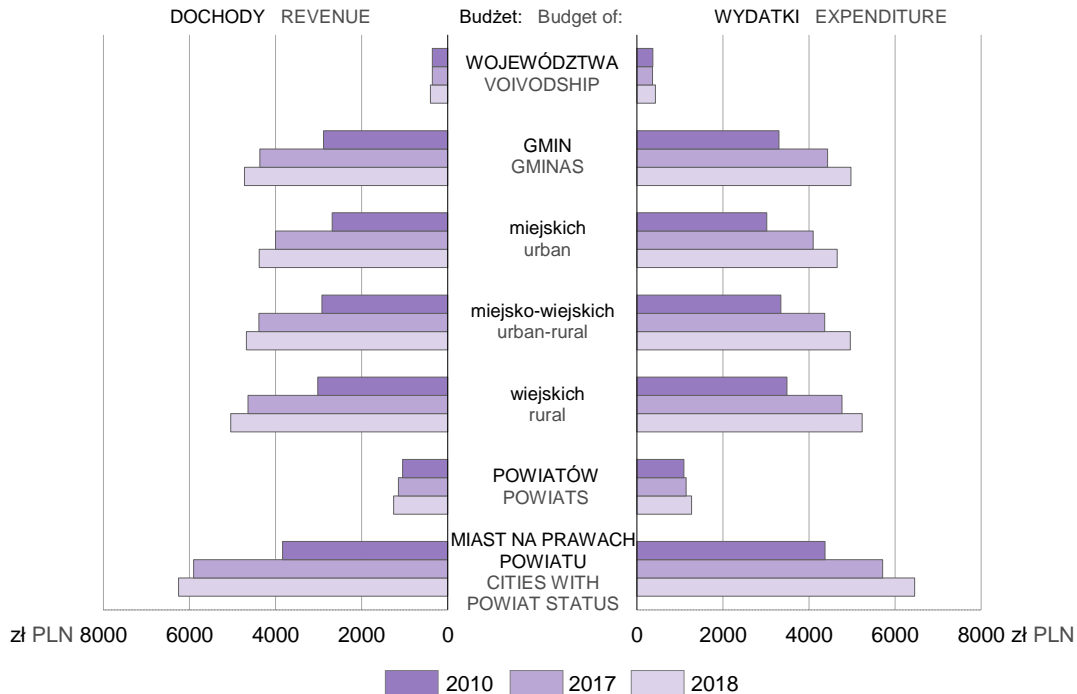 DOCHODY REVENUE Budżet: Budget of: WYDATKI EXPENDITURE
WOJEWÓDZTWA
VOIVODSHIP
GMIN
GMINAS
miejskich
urban
miejsko-wiejskich
urban-rural
wiejskich
rural
POWIATÓW
POWIATS
MIAST NA PRAWACH
POWIATU
CITIES WITH
POWIAT STATUS
zł PLN 8000 6000 4000 2000 0 0 2000 4000 6000 8000 zł PLN
2010 2017 2018